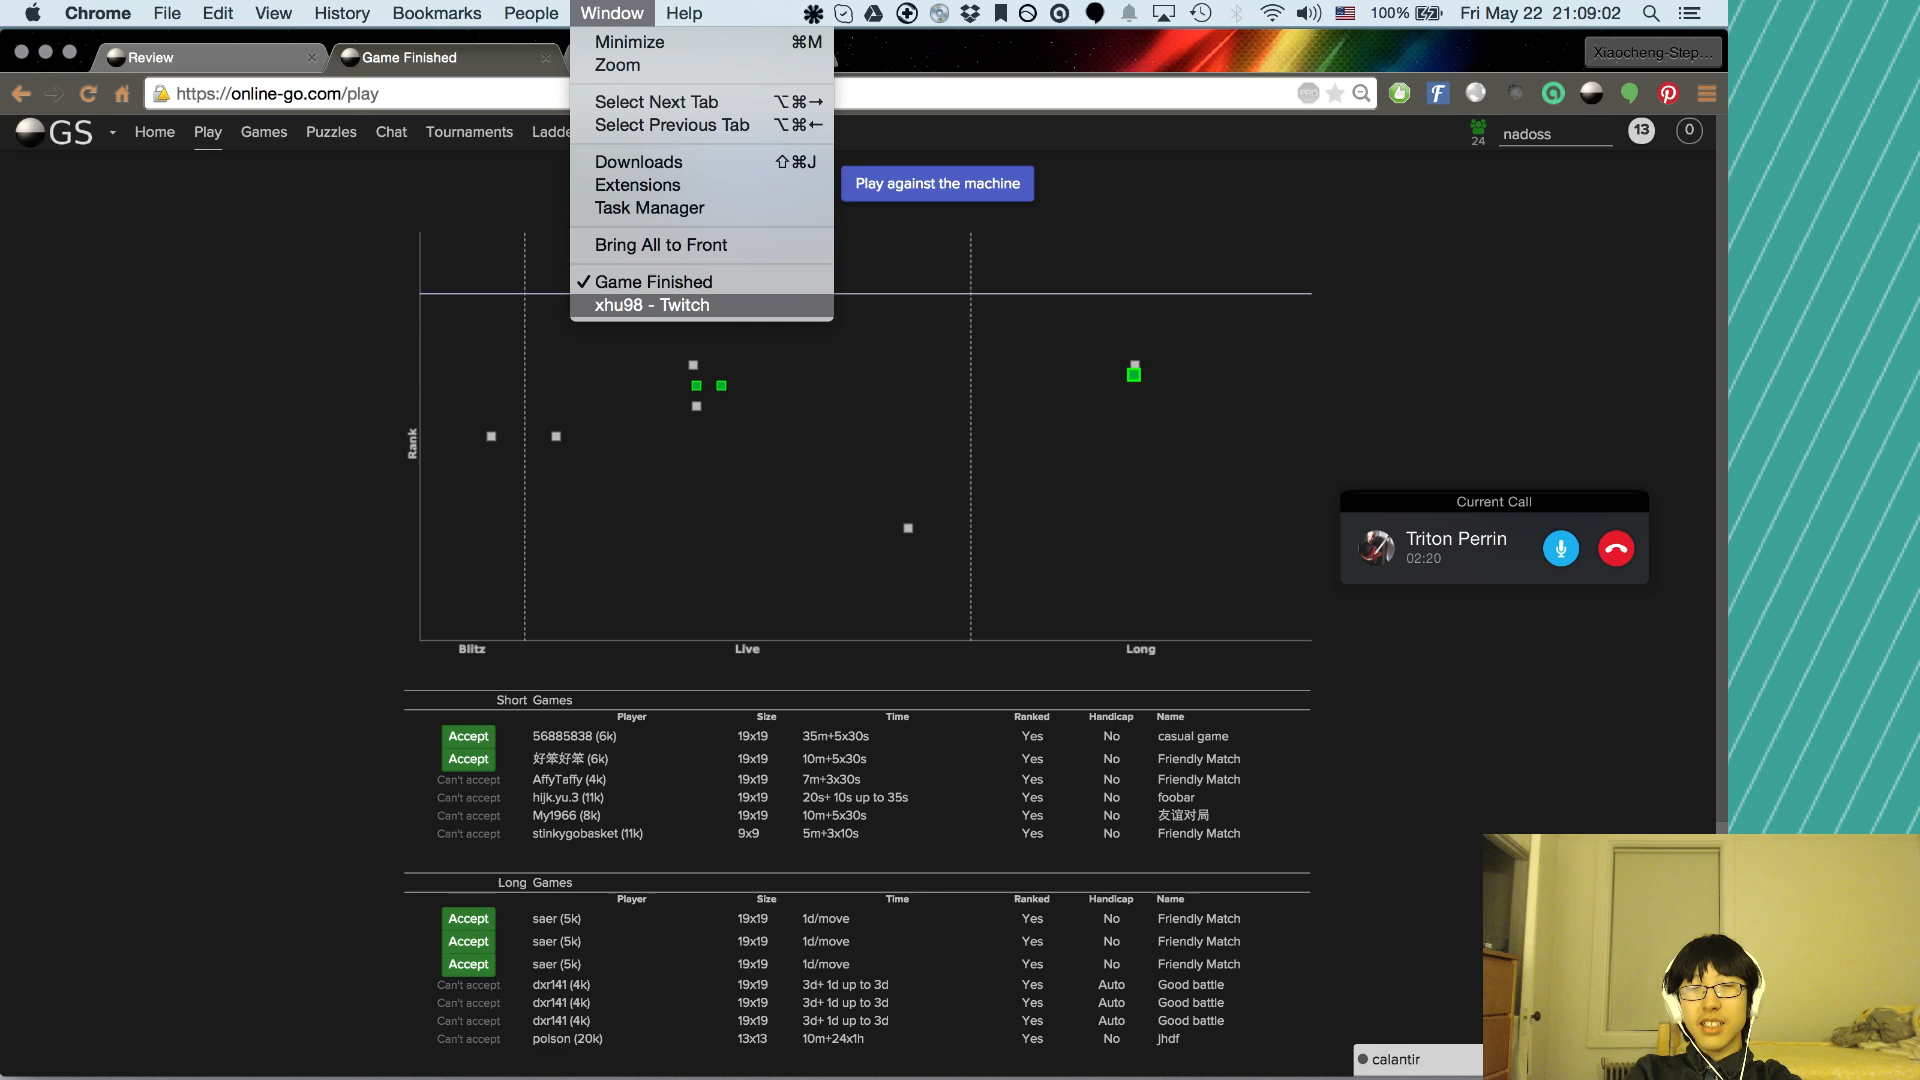 Chrome File Edit View History Bookmarks People Window Help 100% Fri May 22 21:09:02
Review
Game Finished
Xiaocheng-Step...
https://online-go.com/play
GS Home Play Games Puzzles Chat Tournaments Ladde
24 nadoss 13 0
Minimize ⌘M
Zoom
Select Next Tab ⌥⌘→
Select Previous Tab ⌥⌘←
Downloads ⇧⌘J
Extensions
Task Manager
Bring All to Front
✓ Game Finished
xhu98 - Twitch
Play against the machine
Rank
Blitz Live Long
Current Call
Triton Perrin
02:20
Short Games
Player Size Time Ranked Handicap Name
Accept 56885838 (6k) 19x19 35m+5x30s Yes No casual game
Accept 好笨好笨 (6k) 19x19 10m+5x30s Yes No Friendly Match
Can't accept AffyTaffy (4k) 19x19 7m+3x30s Yes No Friendly Match
Can't accept hijk.yu.3 (11k) 19x19 20s+ 10s up to 35s Yes No foobar
Can't accept My1966 (8k) 19x19 10m+5x30s Yes No 友谊对局
Can't accept stinkygobasket (11k) 9x9 5m+3x10s Yes No Friendly Match
Long Games
Player Size Time Ranked Handicap Name
Accept saer (5k) 19x19 1d/move Yes No Friendly Match
Accept saer (5k) 19x19 1d/move Yes No Friendly Match
Accept saer (5k) 19x19 1d/move Yes No Friendly Match
Can't accept dxr141 (4k) 19x19 3d+ 1d up to 3d Yes Auto Good battle
Can't accept dxr141 (4k) 19x19 3d+ 1d up to 3d Yes Auto Good battle
Can't accept dxr141 (4k) 19x19 3d+ 1d up to 3d Yes Auto Good battle
Can't accept poison (20k) 13x13 10m+24x1h Yes No jhdf
calantir